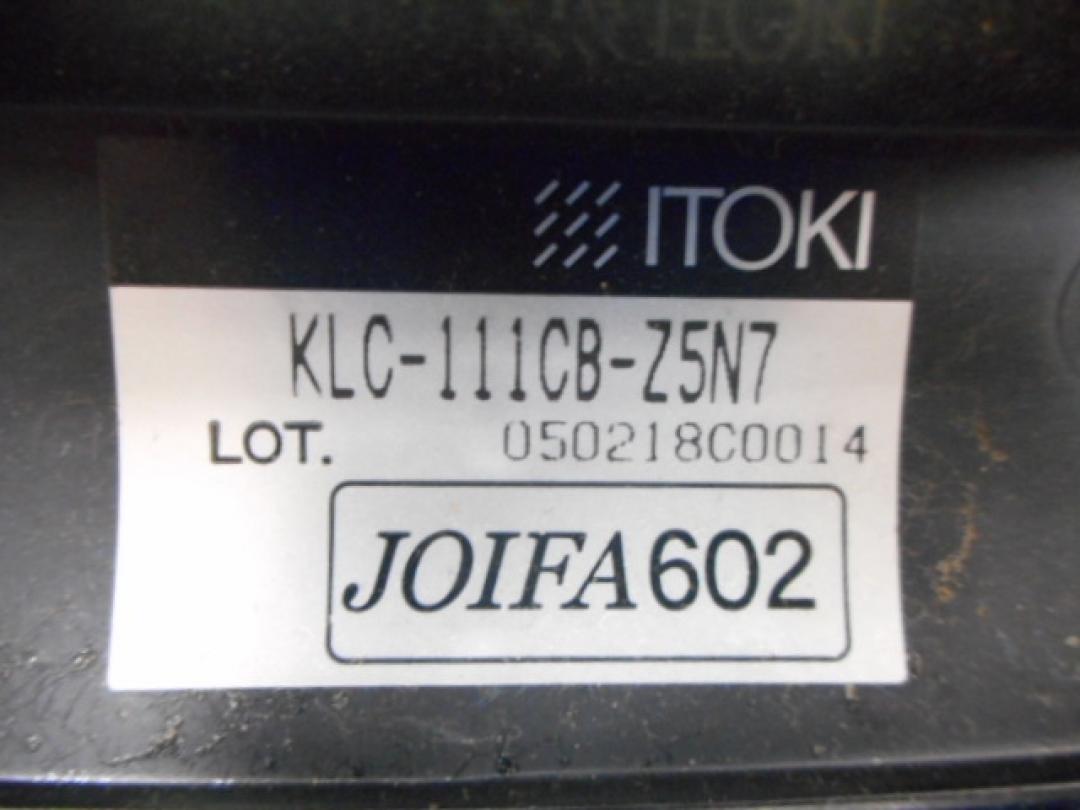 ITOKI
KLC-111CB-Z5N7
LOT. 050218C0014
JOIFA602